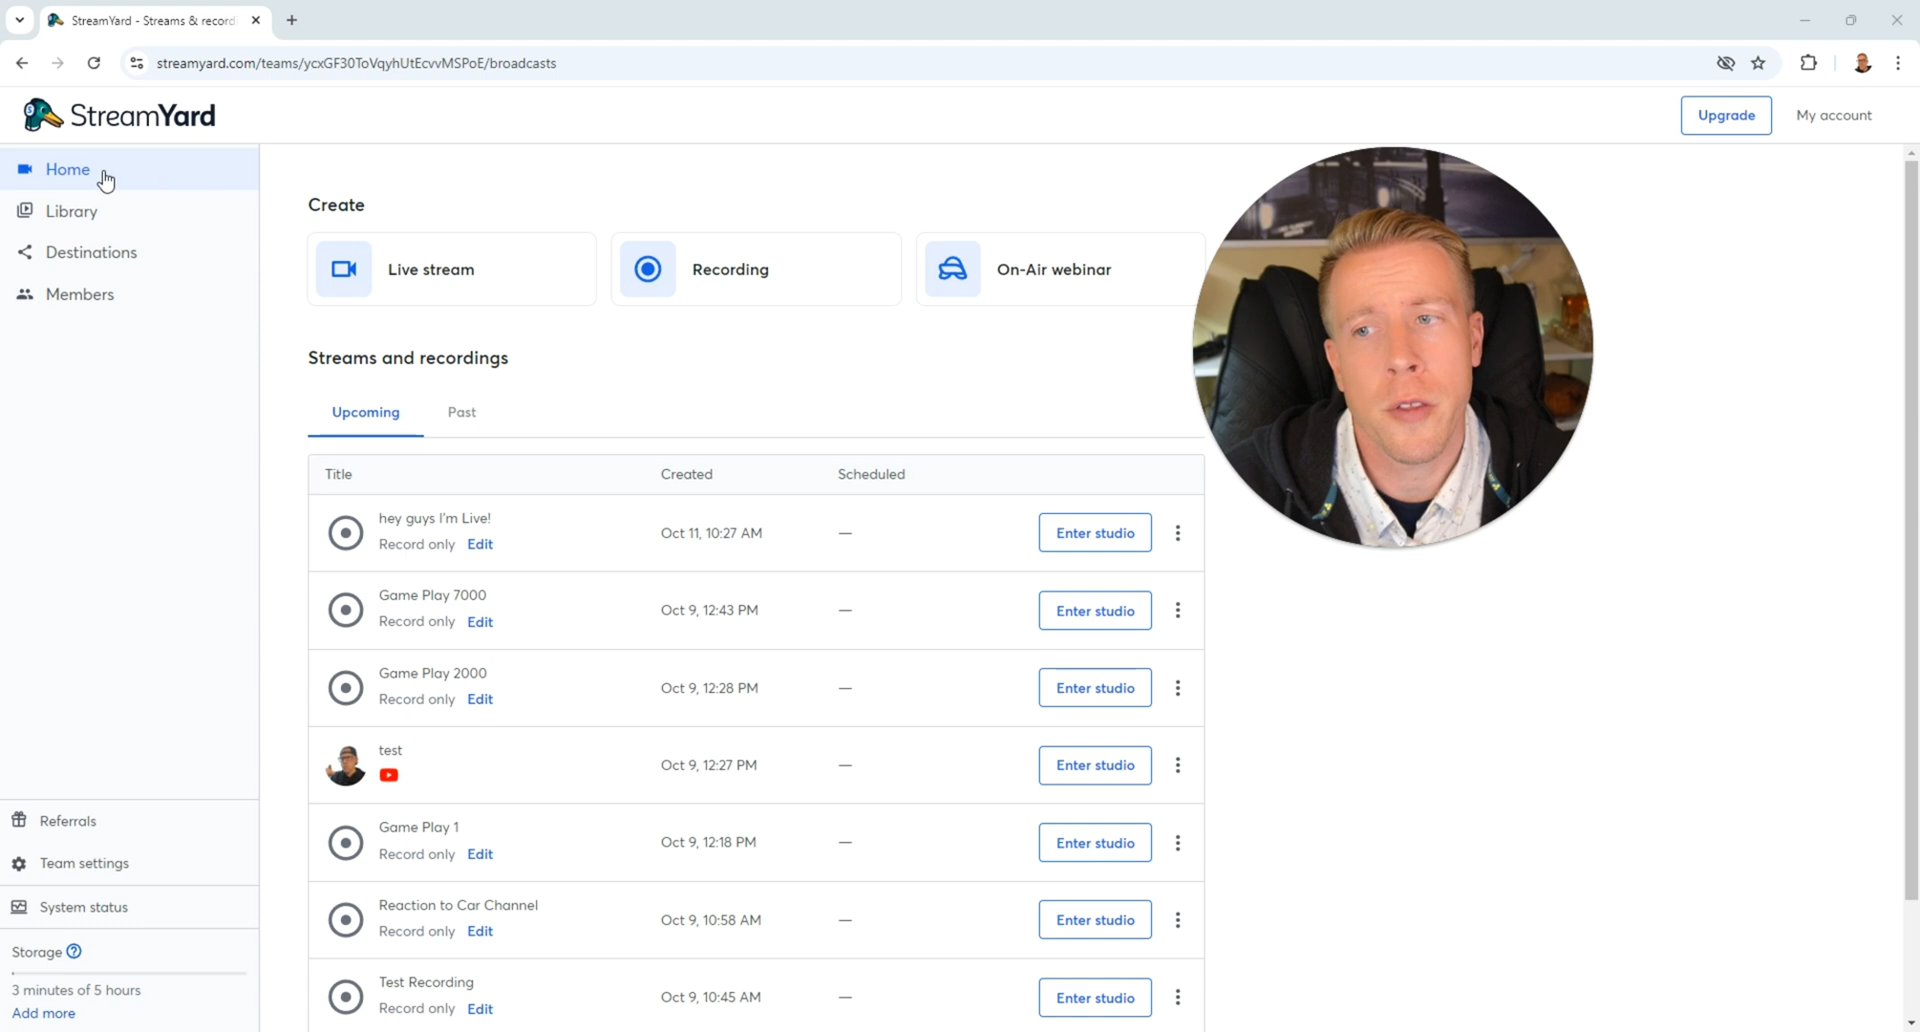 StreamYard - Streams & record
streamyard.com/teams/ycxGF30ToVqyhUtEcvvMSPoE/broadcasts
StreamYard
Upgrade
My account
Home
Library
Destinations
Members
Create
Live stream
Recording
On-Air webinar
Streams and recordings
Upcoming
Past
Title Created Scheduled
hey guys I'm Live!
Record only Edit
Oct 11, 10:27 AM
—
Enter studio
Game Play 7000
Record only Edit
Oct 9, 12:43 PM
—
Enter studio
Game Play 2000
Record only Edit
Oct 9, 12:28 PM
—
Enter studio
test
Oct 9, 12:27 PM
—
Enter studio
Game Play 1
Record only Edit
Oct 9, 12:18 PM
—
Enter studio
Reaction to Car Channel
Record only Edit
Oct 9, 10:58 AM
—
Enter studio
Test Recording
Record only Edit
Oct 9, 10:45 AM
—
Enter studio
Referrals
Team settings
System status
Storage
3 minutes of 5 hours
Add more